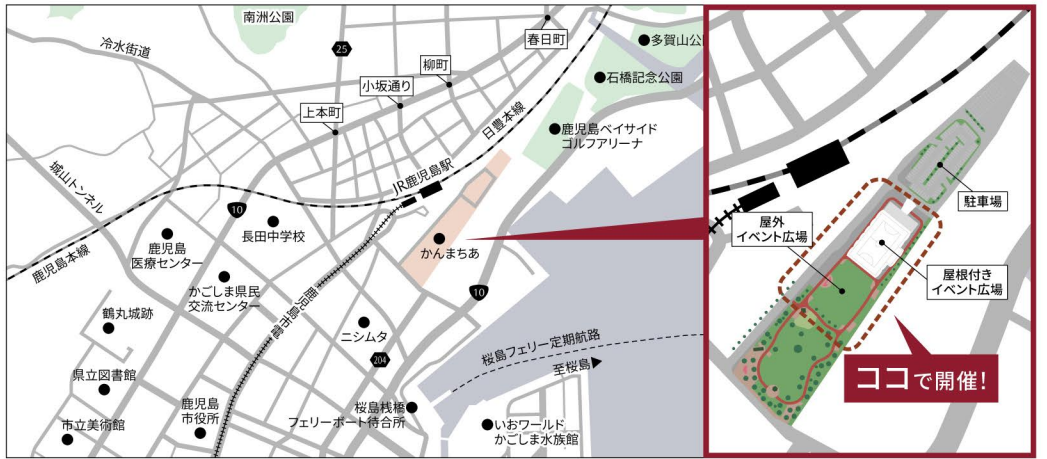 南洲公園
冷水街道
25
春日町
柳町
小坂通り
上本町
多賀山公
石橋記念公園
日豊本線
鹿児島ベイサイド
ゴルフアリーナ
城山トンネル
JR鹿児島駅
10
長田中学校
鹿児島
医療センター
かんまちあ
鹿児島本線
かごしま県民
交流センター
10
鹿児島市電
鶴丸城跡
ニシムタ
204
桜島フェリー定期航路
至桜島
県立図書館
鹿児島
市役所
桜島桟橋
フェリーポート待合所
市立美術館
いおワールド
かごしま水族館
駐車場
屋外
イベント広場
屋根付き
イベント広場
ココで開催!